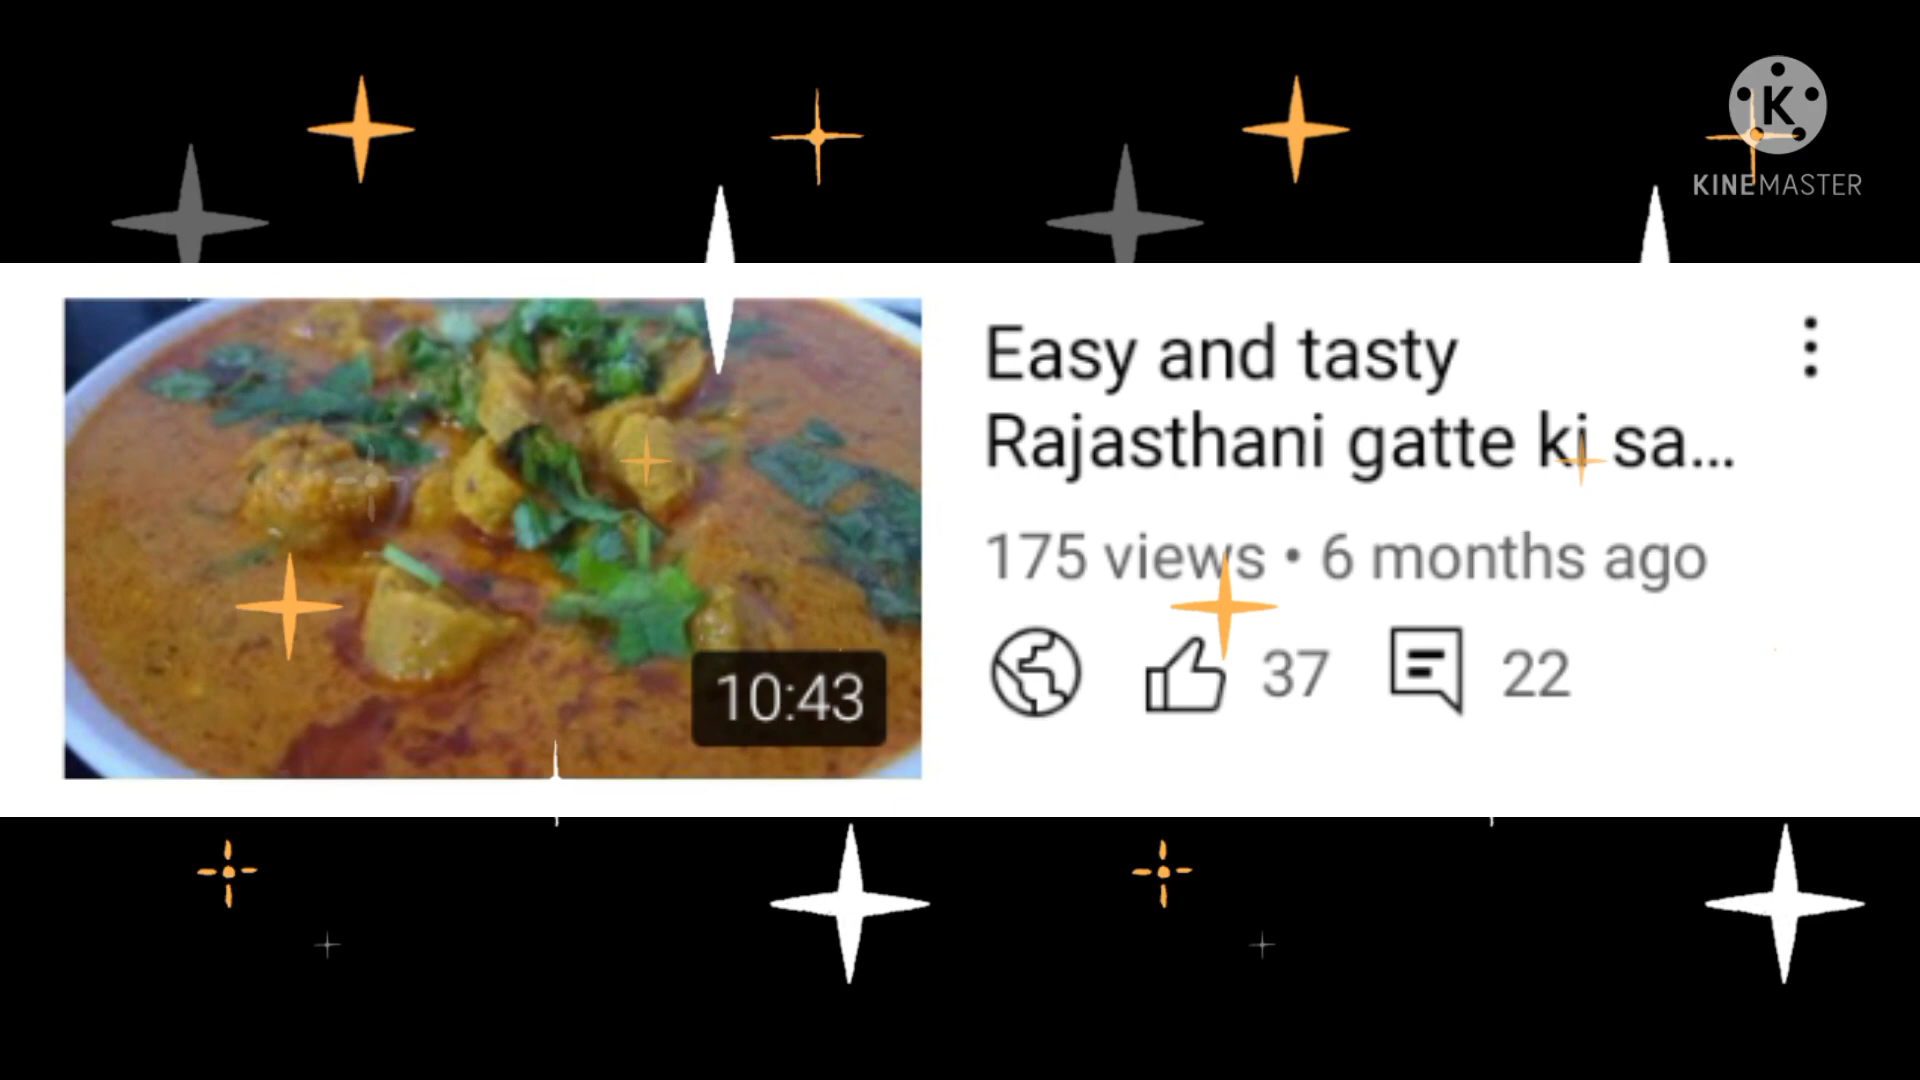 K
KINEMASTER
Easy and tasty
Rajasthani gatte ki sa...
175 views • 6 months ago
37 22
10:43